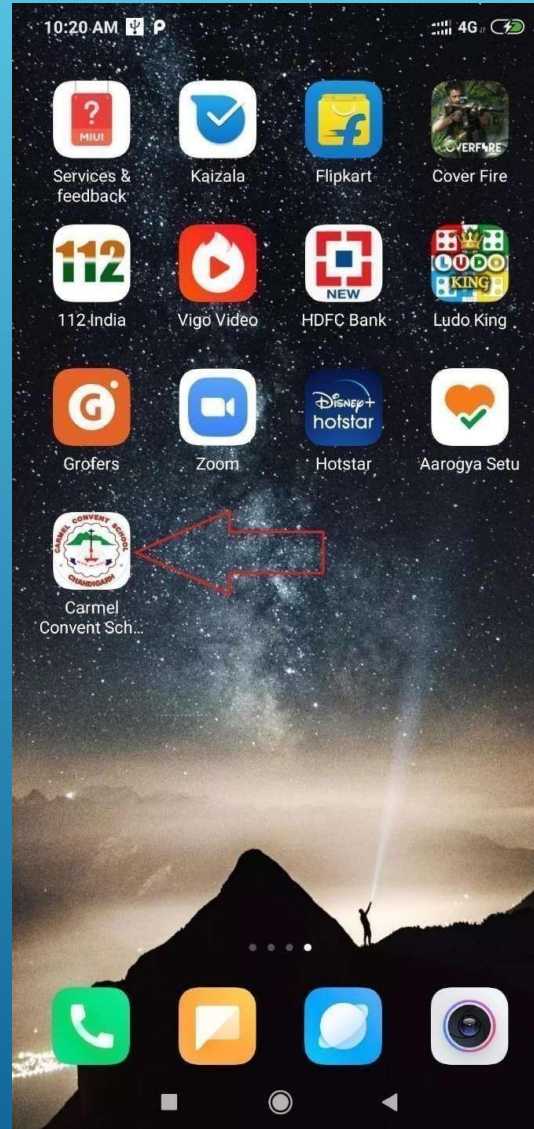 10:20 AM
4G
?
MIUI
Services & feedback
Kaizala
Flipkart
COVERFIRE
Cover Fire
112
112 India
Vigo Video
NEW
HDFC Bank
LUDO
KING
Ludo King
G
Grofers
Zoom
Disney+
hotstar
Hotstar
Aarogya Setu
CARMEL CONVENT SCHOOL
CHANDIGARH
Carmel
Convent Sch...